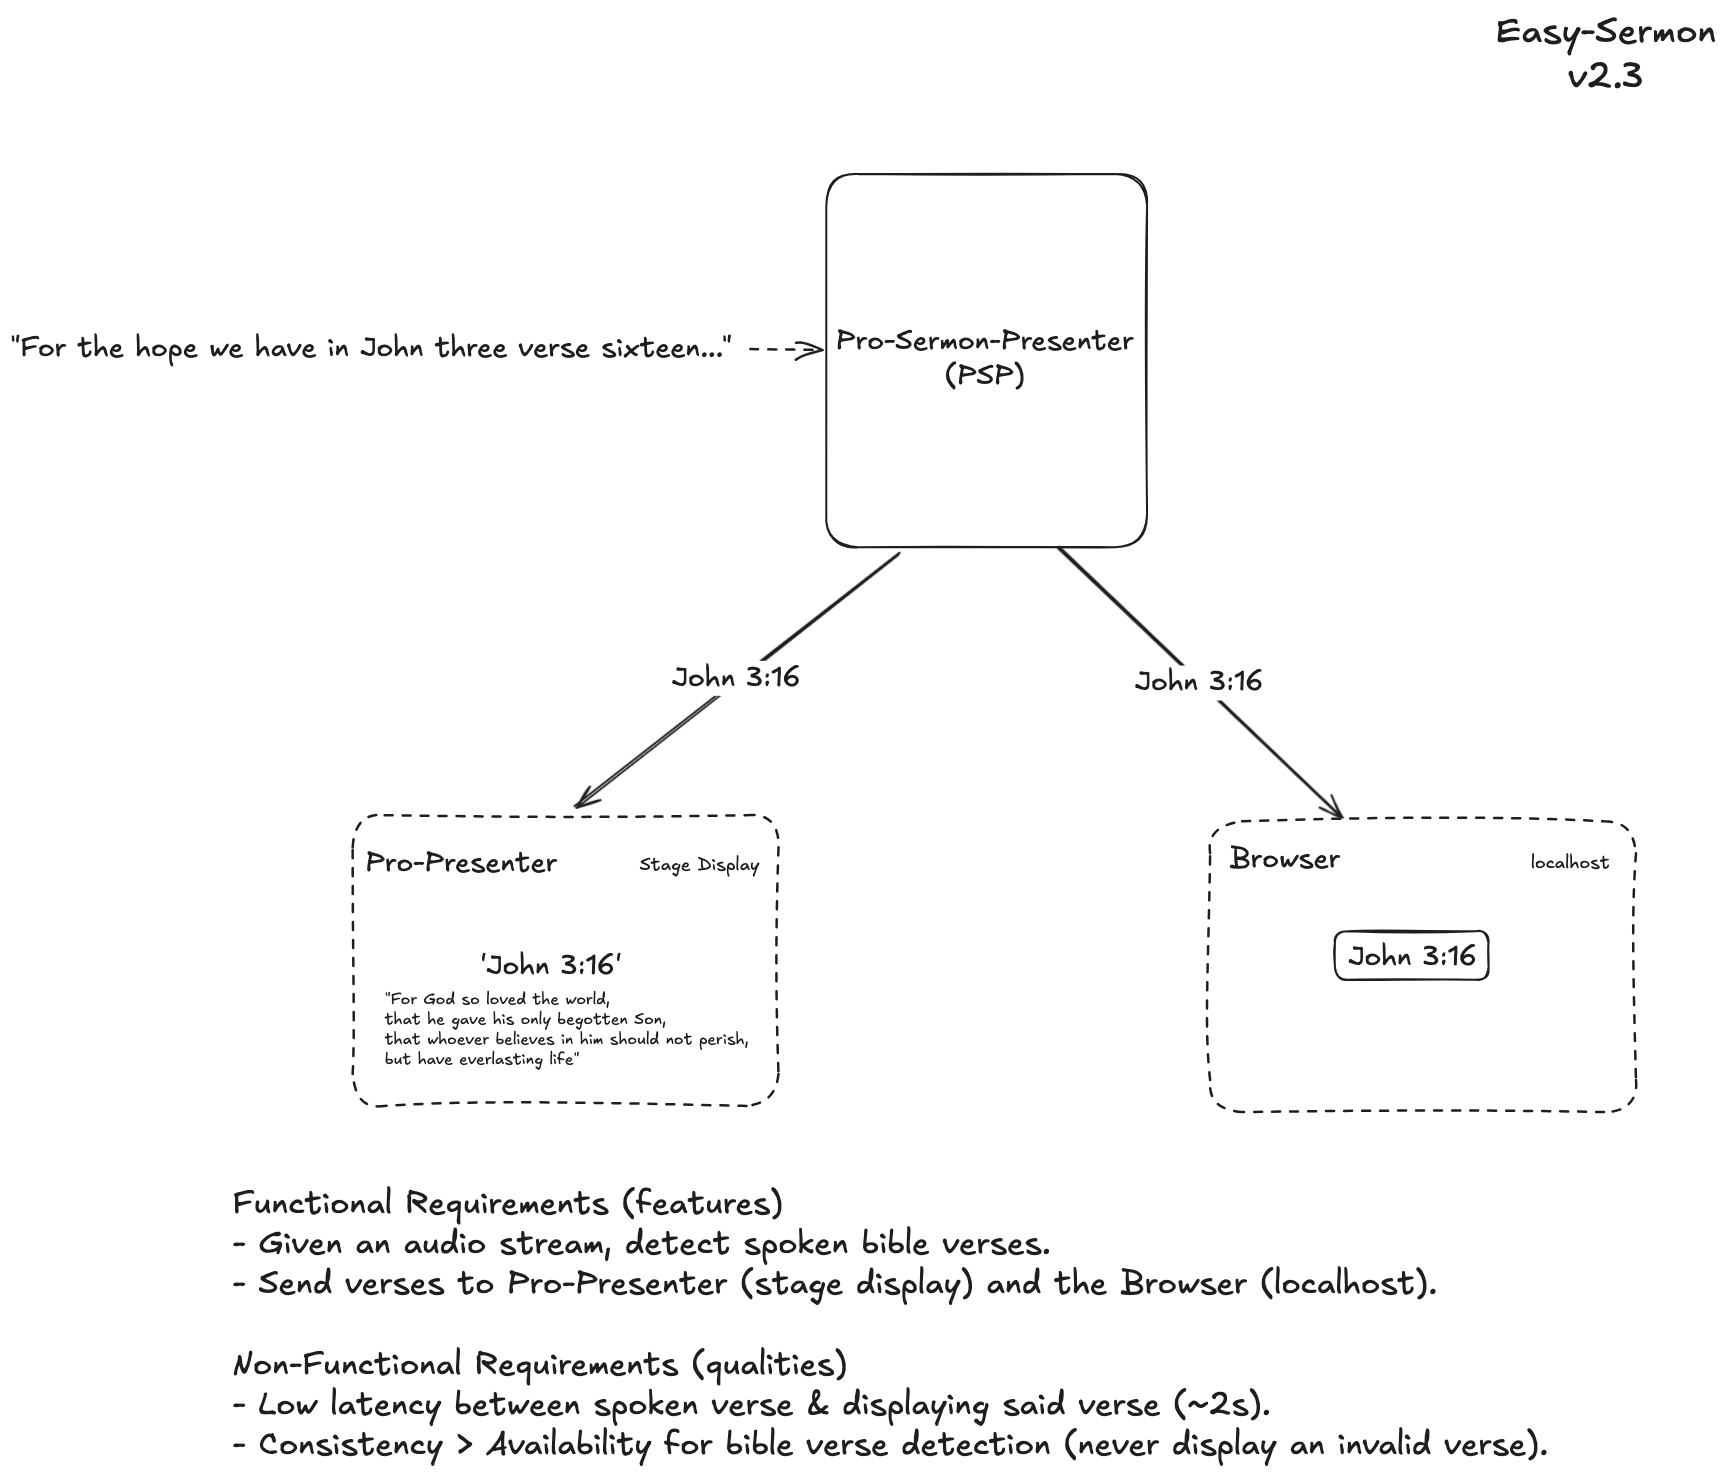 Easy-Sermon
v2.3
"For the hope we have in John three verse sixteen..."
Pro-Sermon-Presenter
(PSP)
John 3:16
John 3:16
Pro-Presenter
Stage Display
'John 3:16'
"For God so loved the world,
that he gave his only begotten Son,
that whoever believes in him should not perish,
but have everlasting life"
Browser
localhost
John 3:16
Functional Requirements (features)
- Given an audio stream, detect spoken bible verses.
- Send verses to Pro-Presenter (stage display) and the Browser (localhost).
Non-Functional Requirements (qualities)
- Low latency between spoken verse & displaying said verse (~2s).
- Consistency > Availability for bible verse detection (never display an invalid verse).